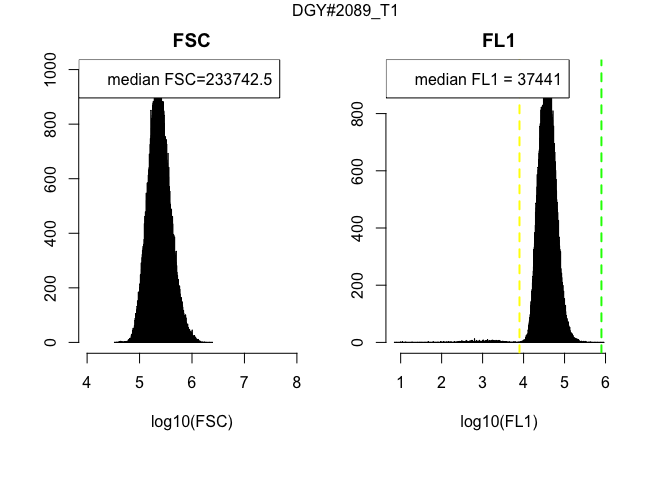 DGY#2089_T1
FSC
median FSC=233742.5
0 200 400 600 800 1000
4 5 6 7 8
log10(FSC)
FL1
median FL1 = 37441
0 200 400 600 800
1 2 3 4 5 6
log10(FL1)